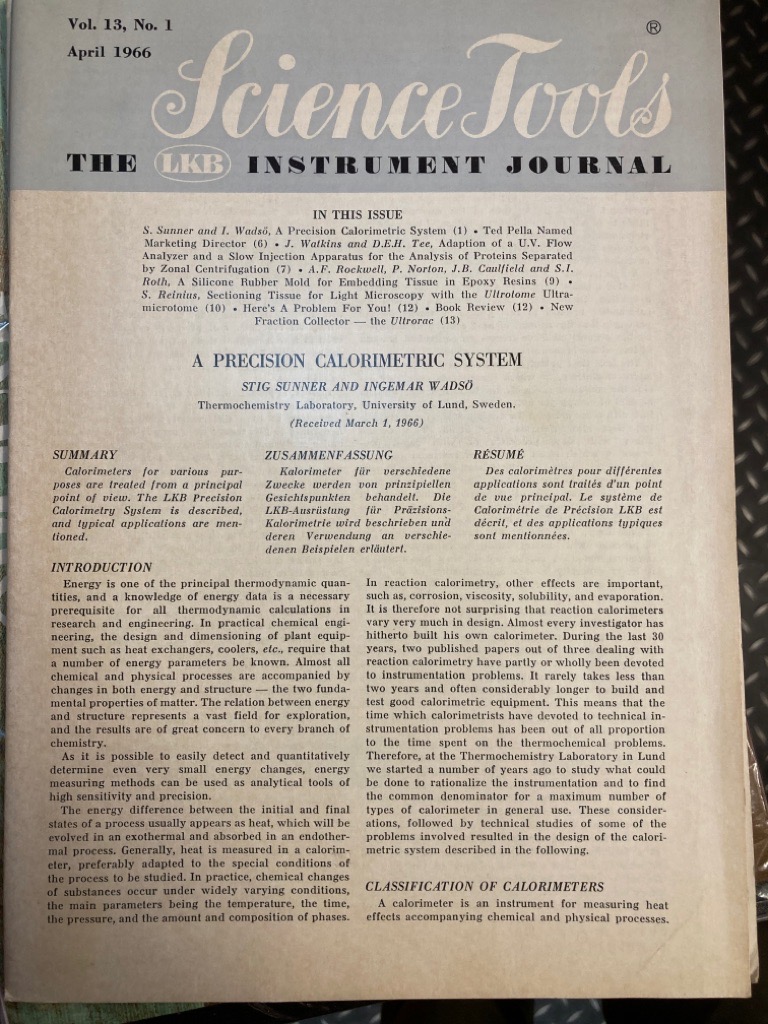 Vol. 13, No. 1
April 1966
®
Science Tools
THE LKB INSTRUMENT JOURNAL
IN THIS ISSUE
S. Sunner and I. Wadsö, A Precision Calorimetric System (1) • Ted Pella Named
Marketing Director (6) • J. Watkins and D.E.H. Tee, Adaption of a U.V. Flow
Analyzer and a Slow Injection Apparatus for the Analysis of Proteins Separated
by Zonal Centrifugation (7) • A.F. Rockwell, P. Norton, J.B. Caulfield and S.I.
Roth, A Silicone Rubber Mold for Embedding Tissue in Epoxy Resins (9) •
S. Reinius, Sectioning Tissue for Light Microscopy with the Ultrotome Ultra-
microtome (10) • Here's A Problem For You! (12) • Book Review (12) • New
Fraction Collector — the Ultrorac (13)
A PRECISION CALORIMETRIC SYSTEM
STIG SUNNER AND INGEMAR WADSÖ
Thermochemistry Laboratory, University of Lund, Sweden.
(Received March 1, 1966)
SUMMARY
Calorimeters for various pur-
poses are treated from a principal
point of view. The LKB Precision
Calorimetry System is described,
and typical applications are men-
tioned.
ZUSAMMENFASSUNG
Kalorimeter für verschiedene
Zwecke werden von prinzipiellen
Gesichtspunkten behandelt. Die
LKB-Ausrüstung für Präzisions-
Kalorimetrie wird beschrieben und
deren Verwendung an verschie-
denen Beispielen erläutert.
RÉSUMÉ
Des calorimètres pour différentes
applications sont traités d'un point
de vue principal. Le système de
Calorimétrie de Précision LKB est
décrit, et des applications typiques
sont mentionnées.
INTRODUCTION
Energy is one of the principal thermodynamic quan-
tities, and a knowledge of energy data is a necessary
prerequisite for all thermodynamic calculations in
research and engineering. In practical chemical engi-
neering, the design and dimensioning of plant equip-
ment such as heat exchangers, coolers, etc., require that
a number of energy parameters be known. Almost all
chemical and physical processes are accompanied by
changes in both energy and structure — the two funda-
mental properties of matter. The relation between energy
and structure represents a vast field for exploration,
and the results are of great concern to every branch of
chemistry.
As it is possible to easily detect and quantitatively
determine even very small energy changes, energy
measuring methods can be used as analytical tools of
high sensitivity and precision.
The energy difference between the initial and final
states of a process usually appears as heat, which will be
evolved in an exothermal and absorbed in an endother-
mal process. Generally, heat is measured in a calorim-
eter, preferably adapted to the special conditions of
the process to be studied. In practice, chemical changes
of substances occur under widely varying conditions,
the main parameters being the temperature, the time,
the pressure, and the amount and composition of phases.
In reaction calorimetry, other effects are important,
such as, corrosion, viscosity, solubility, and evaporation.
It is therefore not surprising that reaction calorimeters
vary very much in design. Almost every investigator has
hitherto built his own calorimeter. During the last 30
years, two published papers out of three dealing with
reaction calorimetry have partly or wholly been devoted
to instrumentation problems. It rarely takes less than
two years and often considerably longer to build and
test good calorimetric equipment. This means that the
time which calorimetrists have devoted to technical in-
strumentation problems has been out of all proportion
to the time spent on the thermochemical problems.
Therefore, at the Thermochemistry Laboratory in Lund
we started a number of years ago to study what could
be done to rationalize the instrumentation and to find
the common denominator for a maximum number of
types of calorimeter in general use. These consider-
ations, followed by technical studies of some of the
problems involved resulted in the design of the calori-
metric system described in the following.
CLASSIFICATION OF CALORIMETERS
A calorimeter is an instrument for measuring heat
effects accompanying chemical and physical processes.